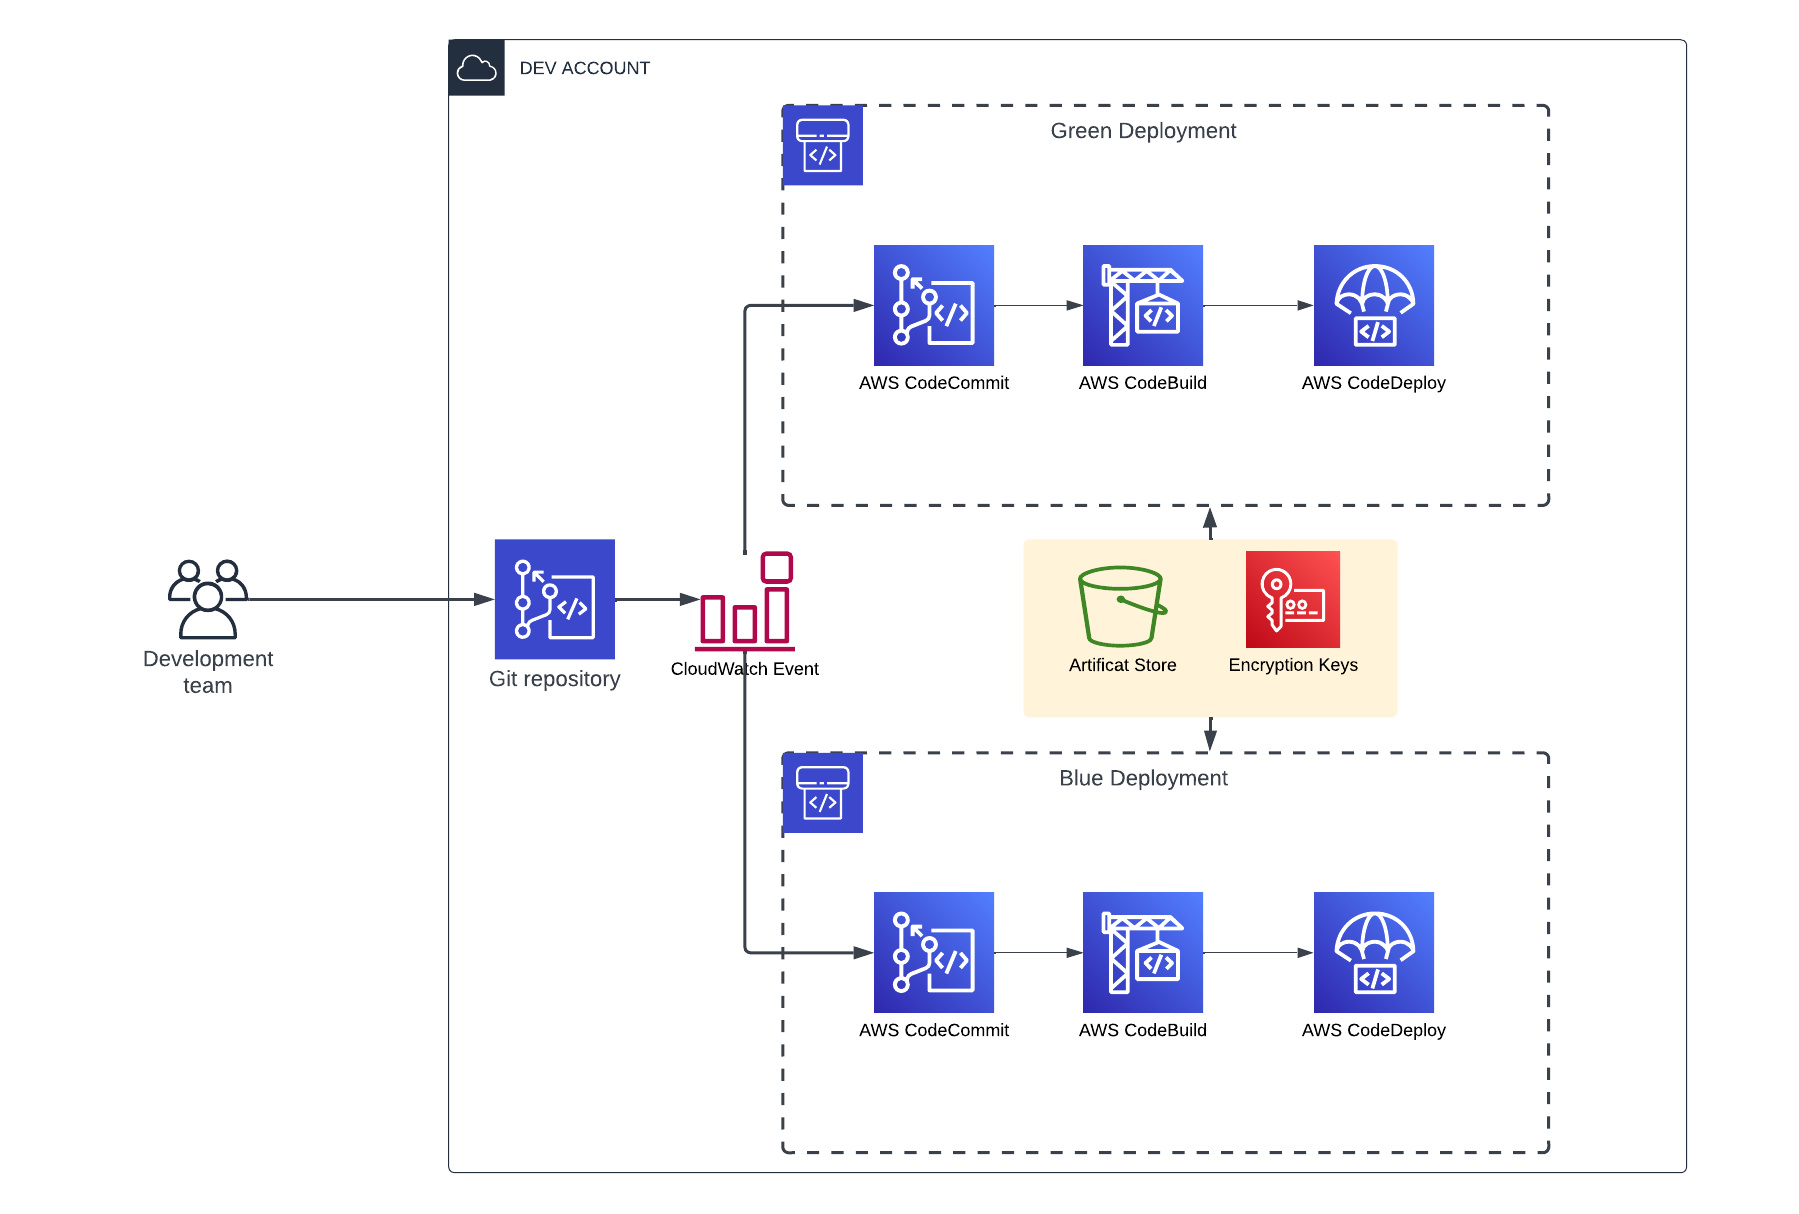 DEV ACCOUNT
Green Deployment
AWS CodeCommit
AWS CodeBuild
AWS CodeDeploy
Development
team
Git repository
CloudWatch Event
Artificat Store
Encryption Keys
Blue Deployment
AWS CodeCommit
AWS CodeBuild
AWS CodeDeploy